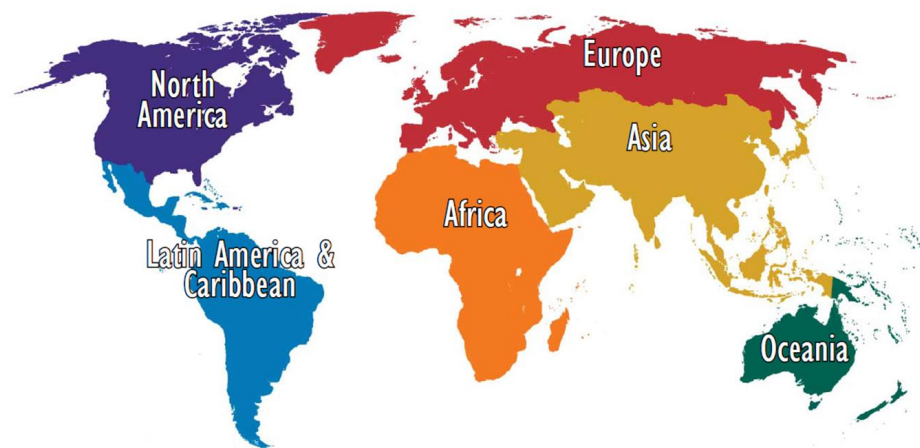 North
America
Europe
Asia
Africa
Latin America &
Caribbean
Oceania